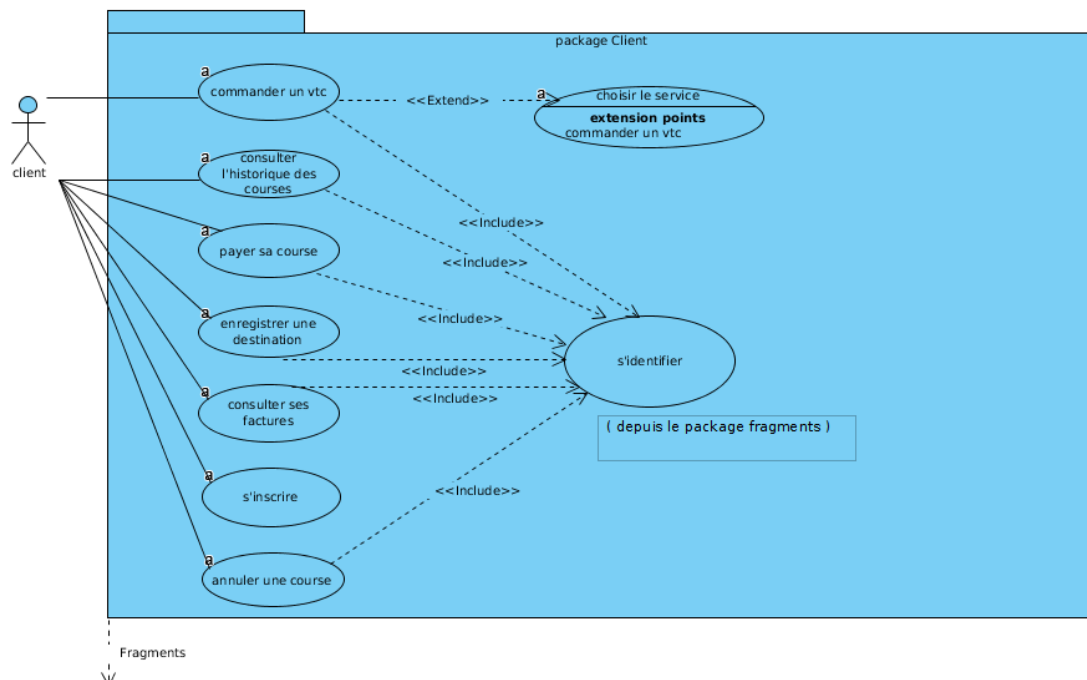 package Client
a
commander un vtc
<<Extend>>
a
choisir le service
extension points
commander un vtc
client
a
consulter
l'historique des
courses
<<Include>>
a
payer sa course
<<Include>>
a
enregistrer une
destination
<<Include>>
s'identifier
<<Include>>
a
consulter ses
factures
<<Include>>
( depuis le package fragments )
a
s'inscrire
<<Include>>
a
annuler une course
Fragments